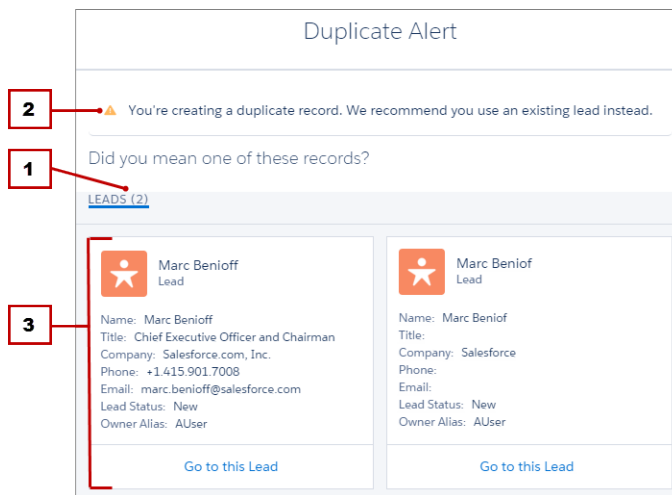 Duplicate Alert
2
You're creating a duplicate record. We recommend you use an existing lead instead.
Did you mean one of these records?
1
LEADS (2)
3
Marc Benioff
Lead
Name: Marc Benioff
Title: Chief Executive Officer and Chairman
Company: Salesforce.com, Inc.
Phone: +1.415.901.7008
Email: marc.benioff@salesforce.com
Lead Status: New
Owner Alias: AUser
Go to this Lead
Marc Beniof
Lead
Name: Marc Beniof
Title:
Company: Salesforce
Phone:
Email:
Lead Status: New
Owner Alias: AUser
Go to this Lead